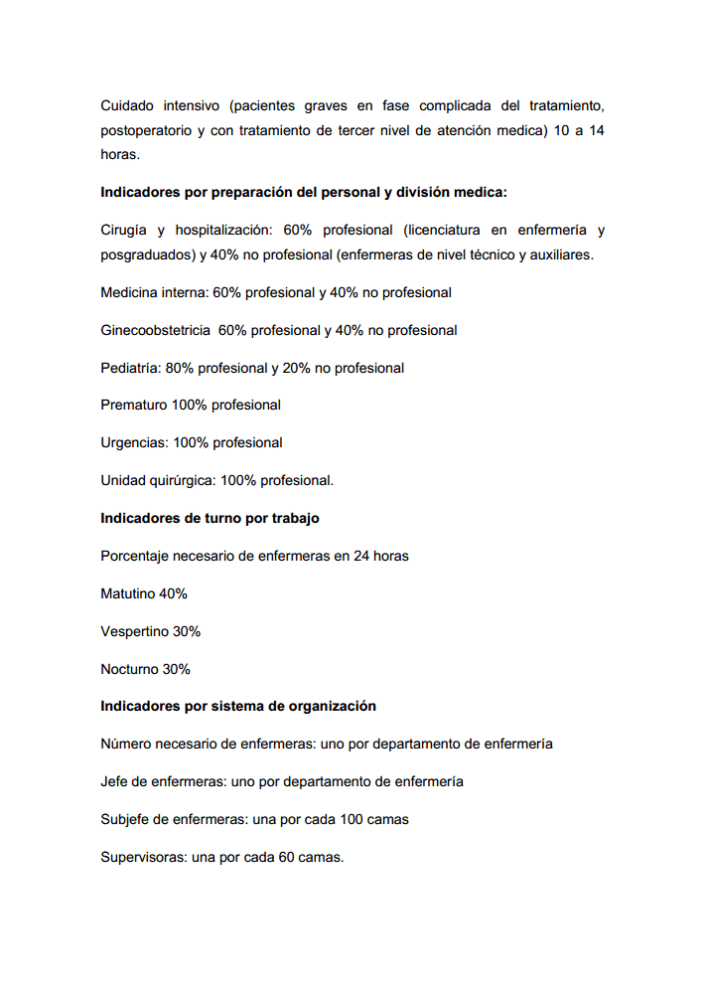 Cuidado intensivo (pacientes graves en fase complicada del tratamiento,
postoperatorio y con tratamiento de tercer nivel de atención medica) 10 a 14
horas.
Indicadores por preparación del personal y división medica:
Cirugía y hospitalización: 60% profesional (licenciatura en enfermería y
posgraduados) y 40% no profesional (enfermeras de nivel técnico y auxiliares.
Medicina interna: 60% profesional y 40% no profesional
Ginecoobstetricia  60% profesional y 40% no profesional
Pediatría: 80% profesional y 20% no profesional
Prematuro 100% profesional
Urgencias: 100% profesional
Unidad quirúrgica: 100% profesional.
Indicadores de turno por trabajo
Porcentaje necesario de enfermeras en 24 horas
Matutino 40%
Vespertino 30%
Nocturno 30%
Indicadores por sistema de organización
Número necesario de enfermeras: uno por departamento de enfermería
Jefe de enfermeras: uno por departamento de enfermería
Subjefe de enfermeras: una por cada 100 camas
Supervisoras: una por cada 60 camas.